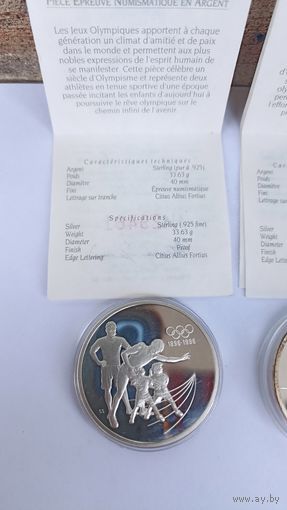 PIÈCE ÉPREUVE NUMISMATIQUE EN ARGENT
Les Jeux Olympiques apportent à chaque
génération un climat d'amitié et de paix
dans le monde et permettent aux plus
nobles expressions de l'esprit humain de
se manifester. Cette pièce célèbre un
siècle d'Olympisme et représente deux
athlètes en tenue sportive d'une époque
passée incitant les enfants d'aujourd'hui à
poursuivre le rêve olympique sur le
chemin infini de l'avenir.
Caractéristiques techniques
Argent Sterling (pur à .925)
Poids 33.63 g
Diamètre 40 mm
Fini Épreuve numismatique
Lettrage sur tranche Citius Altius Fortius
Spécifications
Silver Sterling (.925 fine)
Weight 33.63 g
Diameter 40 mm
Finish Proof
Edge Lettering Citius Altius Fortius
1896-1996
ay.by